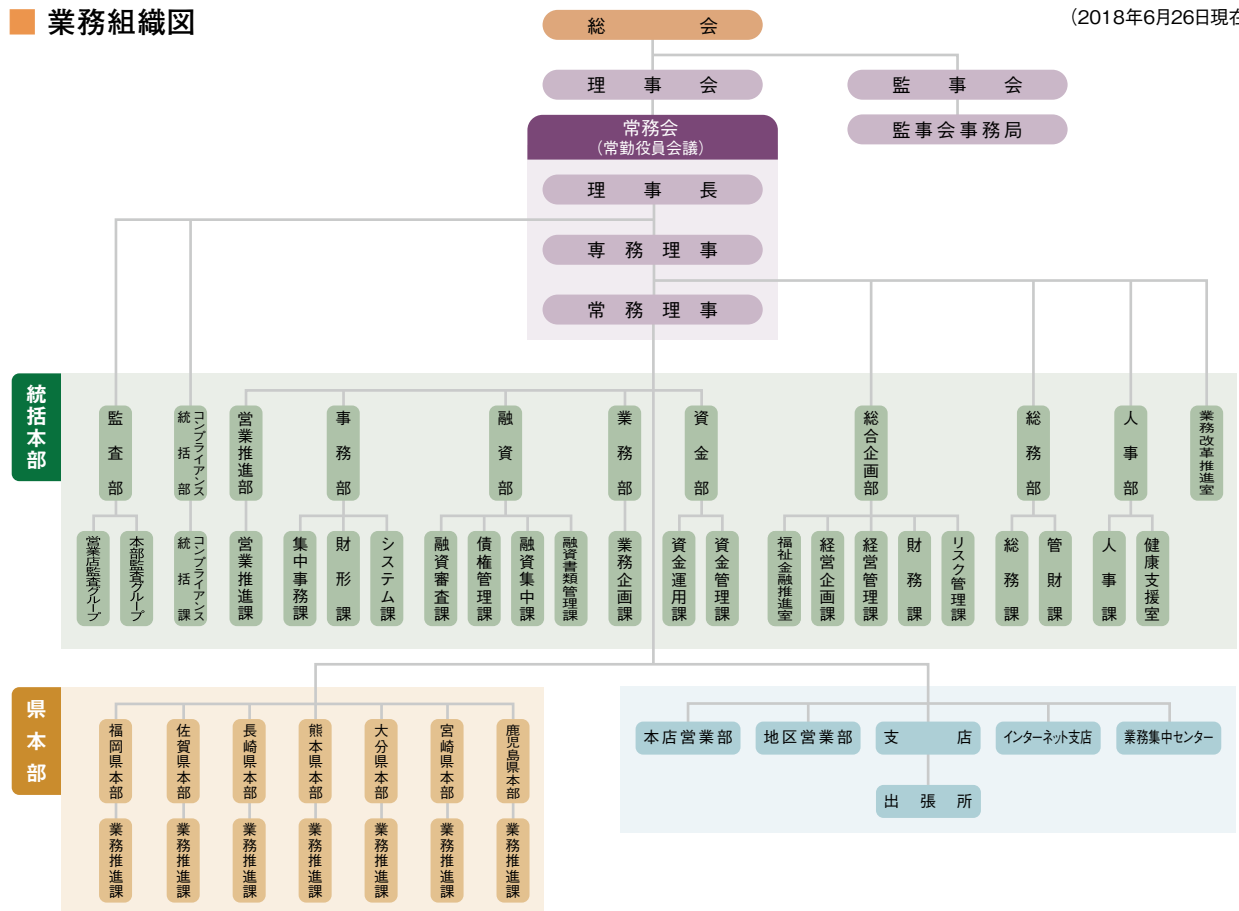 業務組織図
(2018年6月26日現在
総会
理事会
監事会
監事会事務局
常務会
(常勤役員会議)
理事長
専務理事
常務理事
統括本部
監査部
コンプライアンス統括部
営業推進部
事務部
融資部
業務部
資金部
総合企画部
総務部
人事部
業務改革推進室
営業店監査グループ
本部監査グループ
コンプライアンス統括課
営業推進課
集中事務課
財形課
システム課
融資審査課
債権管理課
融資集中課
融資書類管理課
業務企画課
資金運用課
資金管理課
福祉金融推進室
経営企画課
経営管理課
財務課
リスク管理課
総務課
管財課
人事課
健康支援室
県本部
福岡県本部
佐賀県本部
長崎県本部
熊本県本部
大分県本部
宮崎県本部
鹿児島県本部
業務推進課
業務推進課
業務推進課
業務推進課
業務推進課
業務推進課
業務推進課
本店営業部
地区営業部
支店
インターネット支店
業務集中センター
出張所